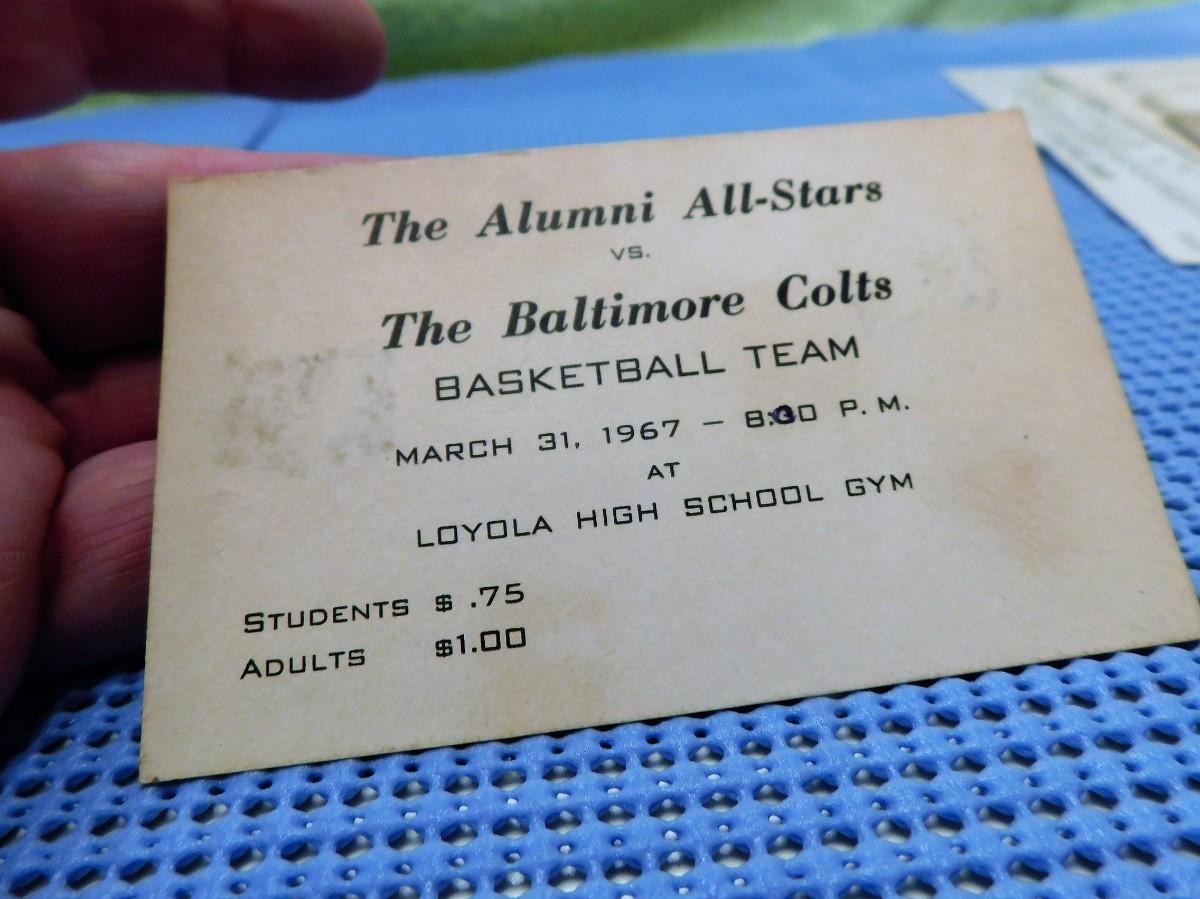 The Alumni All-Stars
VS.
The Baltimore Colts
BASKETBALL TEAM
MARCH 31, 1967 — 8:00 P. M.
AT
LOYOLA HIGH SCHOOL GYM
STUDENTS $ .75
ADULTS $1.00